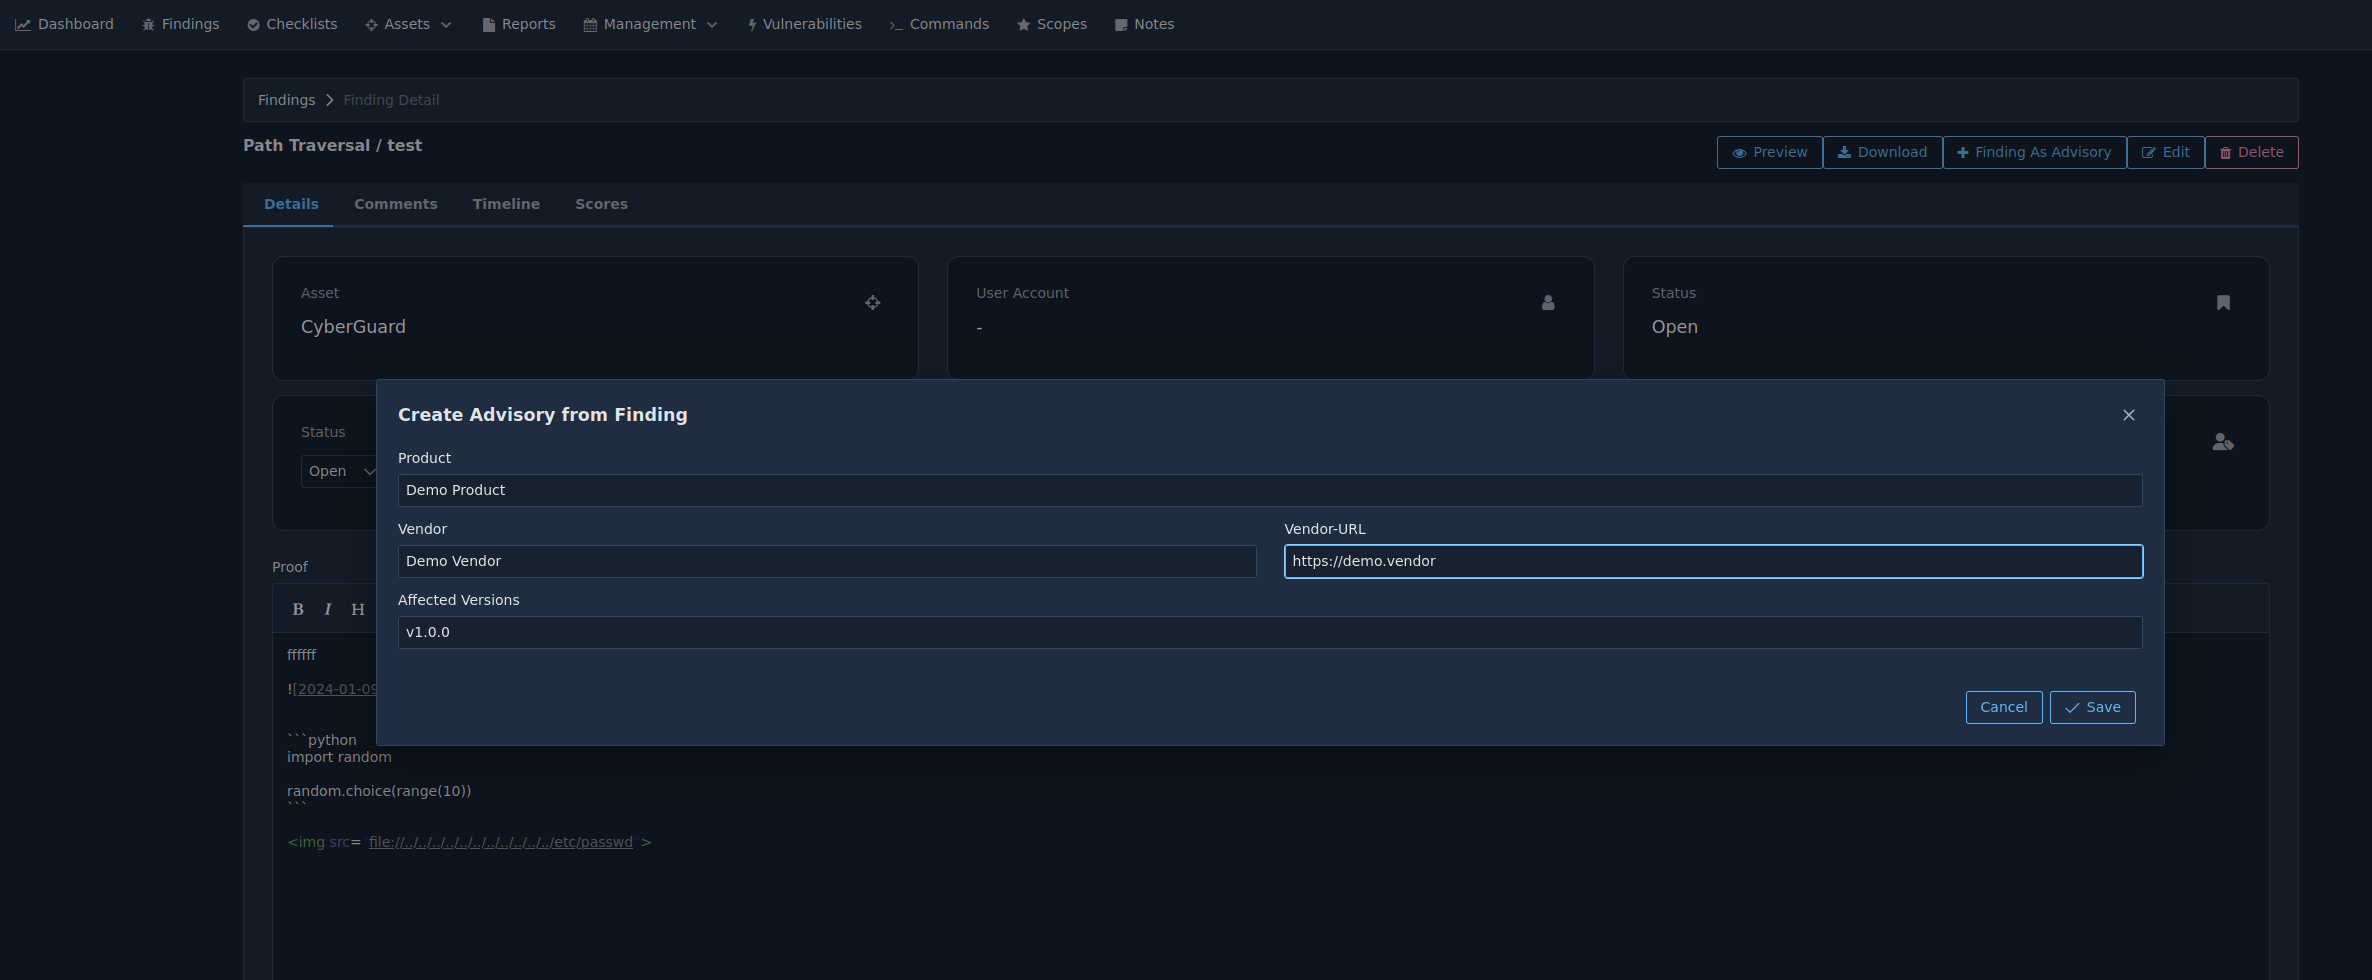 Dashboard Findings Checklists Assets Reports Management Vulnerabilities Commands Scopes Notes
Findings Finding Detail
Path Traversal / test
Preview Download Finding As Advisory Edit Delete
Details Comments Timeline Scores
Asset
CyberGuard
User Account
-
Status
Open
Status
Open
Create Advisory from Finding
Product
Demo Product
Vendor
Demo Vendor
Vendor-URL
https://demo.vendor
Affected Versions
v1.0.0
Cancel Save
Proof
B I H
ffffff
![2024-01-09
```python
import random
random.choice(range(10))
```
<img src="file://../../../../../../../../../../../etc/passwd">